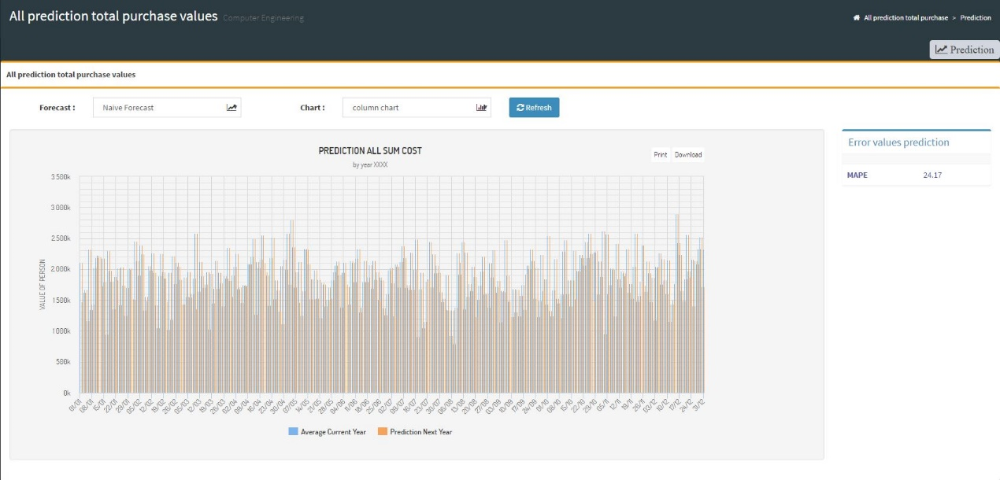 All prediction total purchase values Computer Engineering
All prediction total purchase > Prediction
Prediction
All prediction total purchase values
Forecast : Naive Forecast Chart : column chart Refresh
PREDICTION ALL SUM COST
by year XXXX
Print Download
Error values prediction
MAPE 24.17
VALUE OF PERSON
3 500k
3 000k
2 500k
2 000k
1 500k
1 000k
500k
0k
01/01 08/01 15/01 22/01 29/01 05/02 12/02 19/02 26/02 05/03 12/03 19/03 26/03 02/04 09/04 16/04 23/04 30/04 07/05 14/05 21/05 28/05 04/06 11/06 18/06 25/06 02/07 09/07 16/07 23/07 30/07 06/08 13/08 20/08 27/08 03/09 10/09 17/09 24/09 01/10 08/10 15/10 22/10 29/10 05/11 12/11 19/11 26/11 03/12 10/12 17/12 24/12 31/12
Average Current Year Prediction Next Year